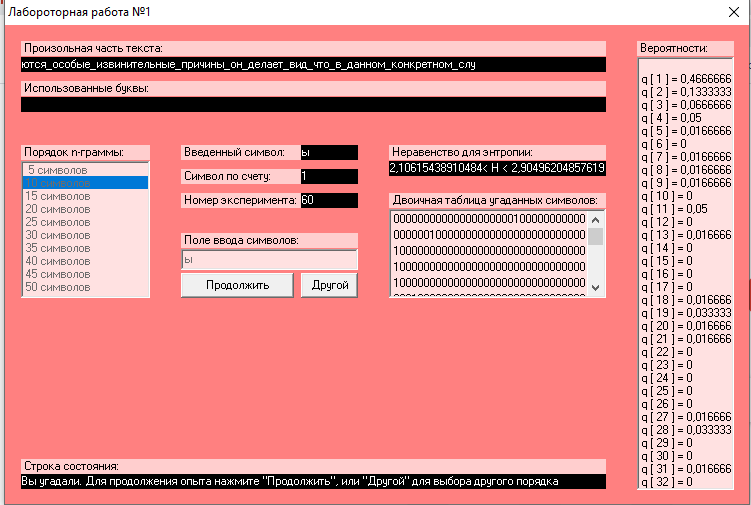 Лабороторная работа №1
Произольная часть текста:
ются_особые_извинительные_причины_он_делает_вид_что_в_данном_конкретном_слу
Использованные буквы:
Порядок n-граммы:
5 символов
15 символов
20 символов
25 символов
30 символов
35 символов
40 символов
45 символов
50 символов
Введенный символ: ы
Символ по счету: 1
Номер эксперимента: 60
Поле ввода символов:
ы
Продолжить Другой
Неравенство для энтропии:
2,10615438910484< H < 2,90496204857619
Двоичная таблица угаданных символов:
Вероятности:
q [ 1 ] = 0,4666666
q [ 2 ] = 0,1333333
q [ 3 ] = 0,0666666
q [ 4 ] = 0,05
q [ 5 ] = 0,0166666
q [ 6 ] = 0
q [ 7 ] = 0,0166666
q [ 8 ] = 0,0166666
q [ 9 ] = 0,0166666
q [ 10 ] = 0
q [ 11 ] = 0,05
q [ 12 ] = 0
q [ 13 ] = 0,016666
q [ 14 ] = 0
q [ 15 ] = 0
q [ 16 ] = 0
q [ 17 ] = 0
q [ 18 ] = 0,016666
q [ 19 ] = 0,033333
q [ 20 ] = 0,016666
q [ 21 ] = 0,016666
q [ 22 ] = 0
q [ 23 ] = 0
q [ 24 ] = 0
q [ 25 ] = 0
q [ 26 ] = 0
q [ 27 ] = 0,016666
q [ 28 ] = 0,033333
q [ 29 ] = 0
q [ 30 ] = 0
q [ 31 ] = 0,016666
q [ 32 ] = 0
Строка состояния:
Вы угадали. Для продолжения опыта нажмите "Продолжить", или "Другой" для выбора другого порядка